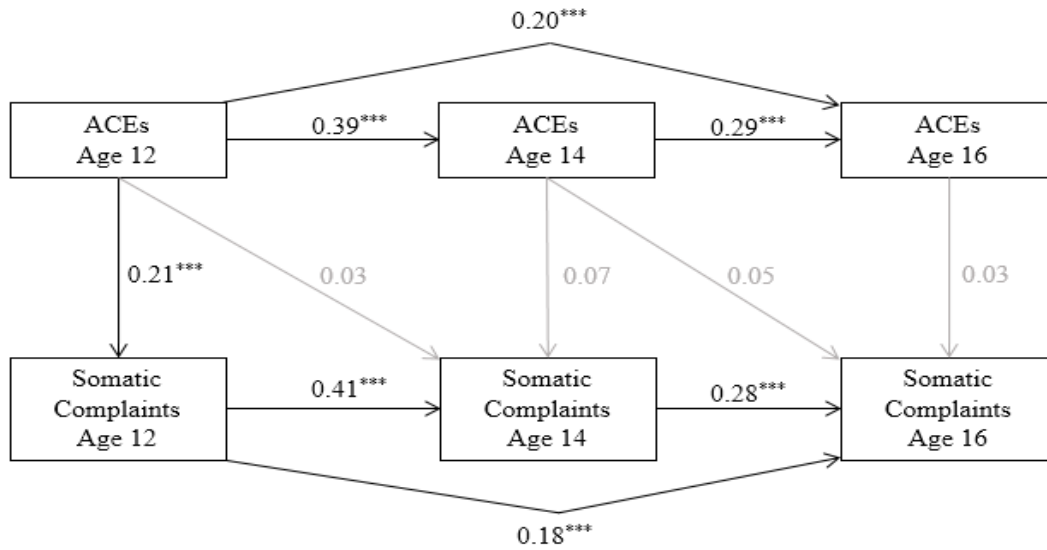 0.20***
ACEs
Age 12
0.39***
ACEs
Age 14
0.29***
ACEs
Age 16
0.21***
0.03
0.07
0.05
0.03
Somatic
Complaints
Age 12
0.41***
Somatic
Complaints
Age 14
0.28***
Somatic
Complaints
Age 16
0.18***